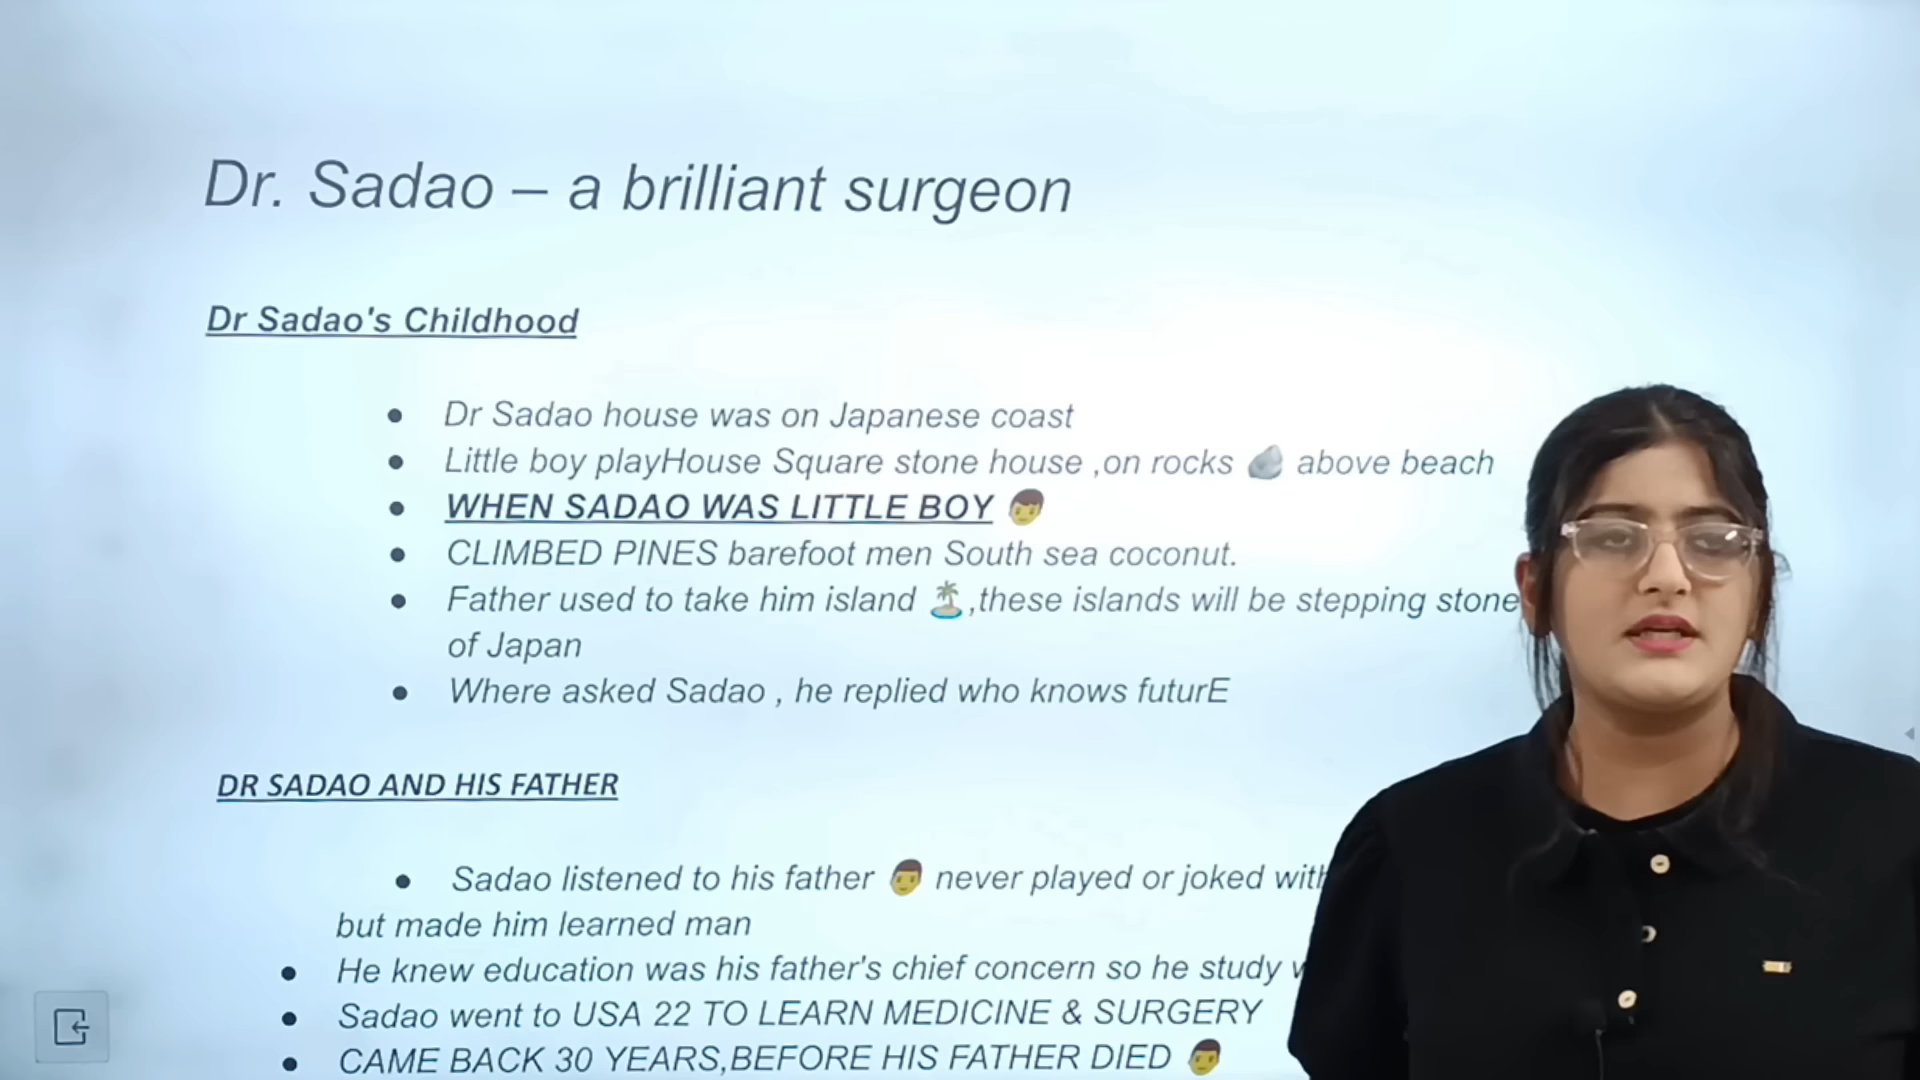 Dr. Sadao – a brilliant surgeon
Dr Sadao's Childhood
● Dr Sadao house was on Japanese coast
● Little boy playHouse Square stone house ,on rocks 🪨 above beach
● WHEN SADAO WAS LITTLE BOY 👦
● CLIMBED PINES barefoot men South sea coconut.
● Father used to take him island 🏝️,these islands will be stepping stone
of Japan
● Where asked Sadao , he replied who knows futurE
DR SADAO AND HIS FATHER
● Sadao listened to his father 👨 never played or joked with
but made him learned man
● He knew education was his father's chief concern so he study
● Sadao went to USA 22 TO LEARN MEDICINE & SURGERY
● CAME BACK 30 YEARS,BEFORE HIS FATHER DIED 👨